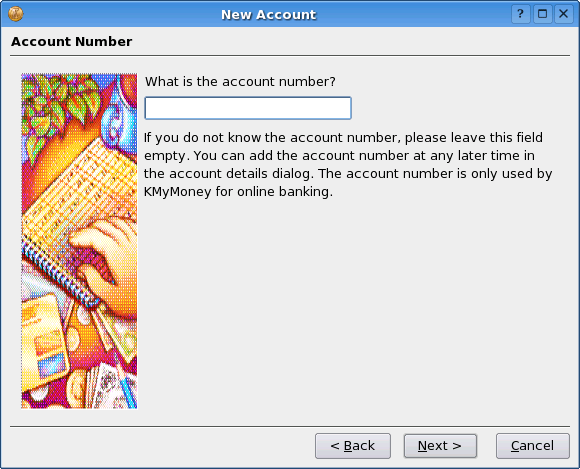 New Account
Account Number
What is the account number?
If you do not know the account number, please leave this field
empty. You can add the account number at any later time in
the account details dialog. The account number is only used by
KMyMoney for online banking.
< Back
Next >
Cancel